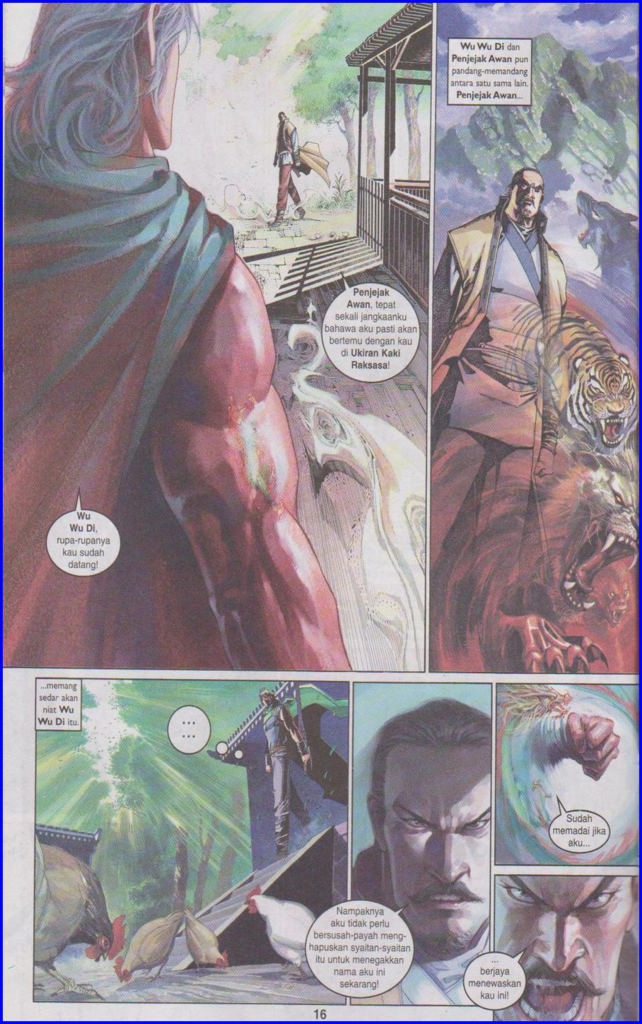 Penjejak
Awan, tepat
sekali jangkaanku
bahawa aku pasti akan
bertemu dengan kau
di Ukiran Kaki
Raksasa!
Wu
Wu Di,
rupa-rupanya
kau sudah
datang!
Wu Wu Di dan
Penjejak Awan pun
pandang-memandang
antara satu sama lain.
Penjejak Awan...
...memang
sedar akan
niat Wu
Wu Di itu.
...
...
Nampaknya
aku tidak perlu
bersusah-payah meng-
hapuskan syaitan-syaitan
itu untuk menegakkan
nama aku ini
sekarang!
Sudah
memadai jika
aku...
...
berjaya
menewaskan
kau ini!
16